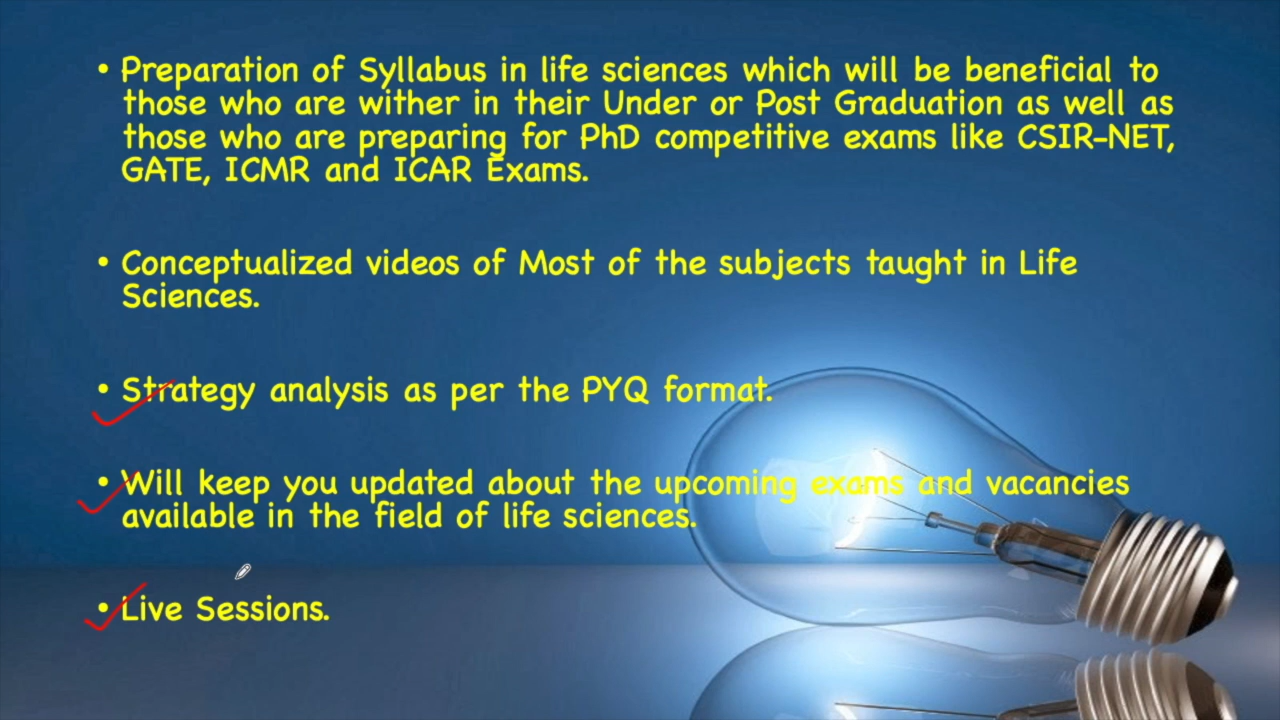 • Preparation of Syllabus in life sciences which will be beneficial to
those who are wither in their Under or Post Graduation as well as
those who are preparing for PhD competitive exams like CSIR-NET,
GATE, ICMR and ICAR Exams.
• Conceptualized videos of Most of the subjects taught in Life
Sciences.
• Strategy analysis as per the PYQ format.
• Will keep you updated about the upcoming exams and vacancies
available in the field of life sciences.
• Live Sessions.